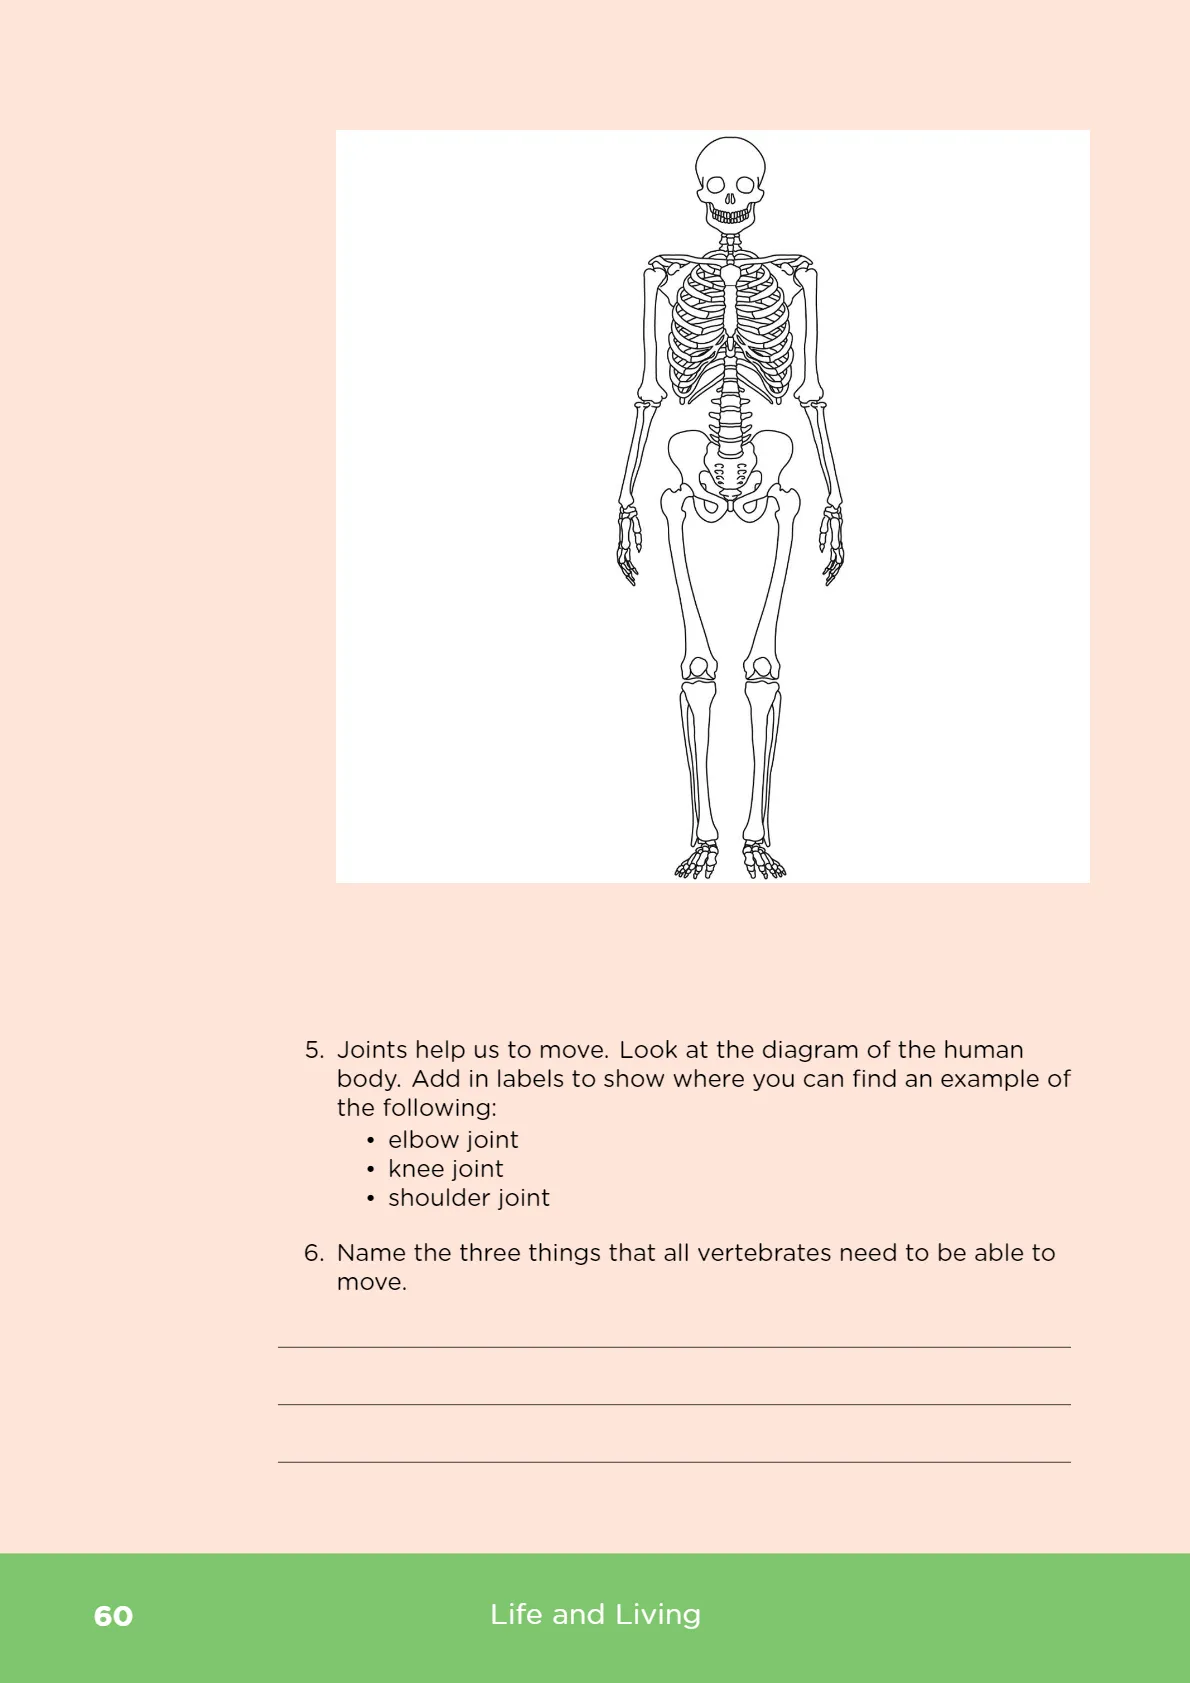 5. Joints help us to move. Look at the diagram of the human
body. Add in labels to show where you can find an example of
the following:
• elbow joint
• knee joint
• shoulder joint
6. Name the three things that all vertebrates need to be able to
move.
60
Life and Living